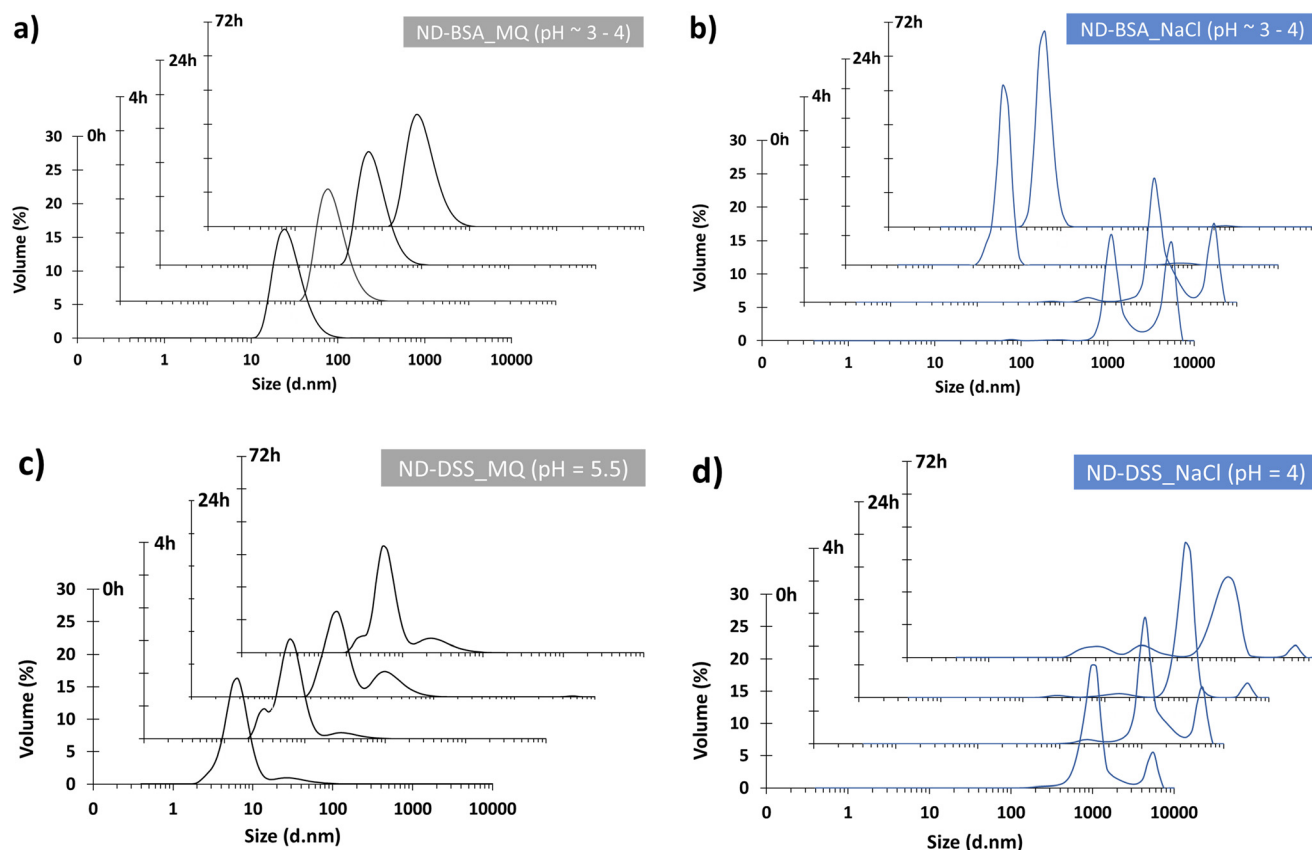 a)
ND-BSA_MQ (pH ~ 3 - 4)
72h
24h
4h
0h
30
25
20
15
10
5
0
Volume (%)
0 1 10 100 1000 10000
Size (d.nm)
b)
ND-BSA_NaCl (pH ~ 3 - 4)
72h
24h
4h
0h
30
25
20
15
10
5
0
Volume (%)
0 1 10 100 1000 10000
Size (d.nm)
c)
ND-DSS_MQ (pH = 5.5)
72h
24h
4h
0h
30
25
20
15
10
5
0
Volume (%)
0 1 10 100 1000 10000
Size (d.nm)
d)
ND-DSS_NaCl (pH = 4)
72h
24h
4h
0h
30
25
20
15
10
5
0
Volume (%)
0 1 10 100 1000 10000
Size (d.nm)